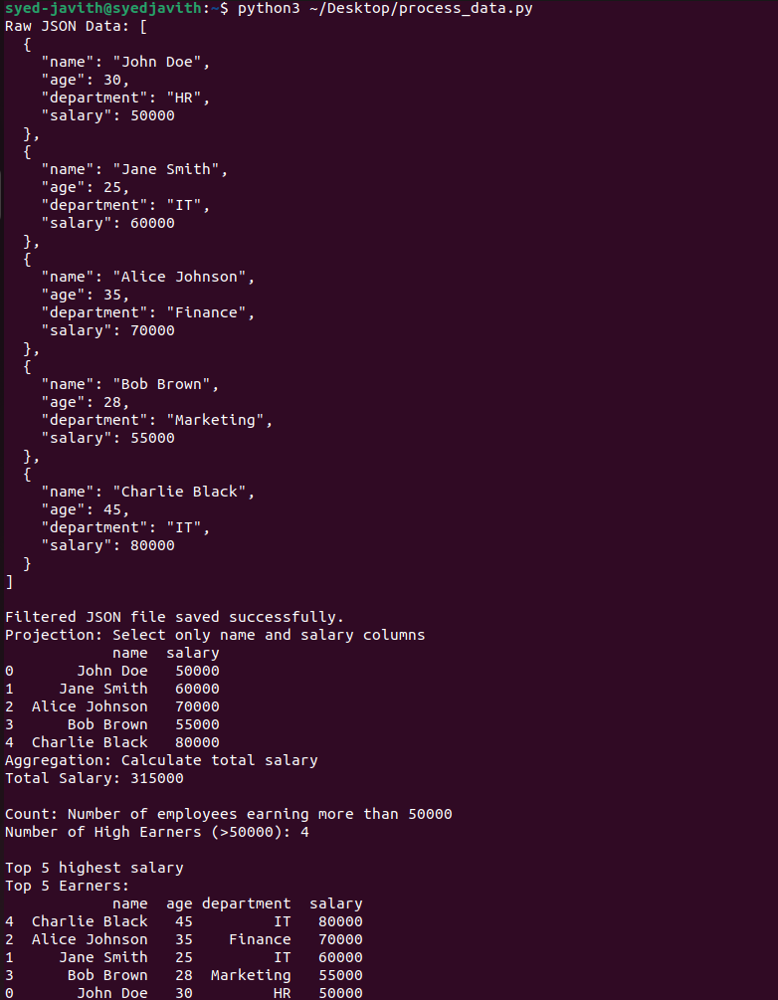 syed-javith@syedjavith:~$ python3 ~/Desktop/process_data.py
Raw JSON Data: [
  {
    "name": "John Doe",
    "age": 30,
    "department": "HR",
    "salary": 50000
  },
  {
    "name": "Jane Smith",
    "age": 25,
    "department": "IT",
    "salary": 60000
  },
  {
    "name": "Alice Johnson",
    "age": 35,
    "department": "Finance",
    "salary": 70000
  },
  {
    "name": "Bob Brown",
    "age": 28,
    "department": "Marketing",
    "salary": 55000
  },
  {
    "name": "Charlie Black",
    "age": 45,
    "department": "IT",
    "salary": 80000
  }
]

Filtered JSON file saved successfully.
Projection: Select only name and salary columns
            name  salary
0       John Doe   50000
1     Jane Smith   60000
2  Alice Johnson   70000
3      Bob Brown   55000
4  Charlie Black   80000
Aggregation: Calculate total salary
Total Salary: 315000

Count: Number of employees earning more than 50000
Number of High Earners (>50000): 4

Top 5 highest salary
Top 5 Earners:
            name  age department  salary
4  Charlie Black   45         IT   80000
2  Alice Johnson   35    Finance   70000
1     Jane Smith   25         IT   60000
3      Bob Brown   28  Marketing   55000
0       John Doe   30         HR   50000